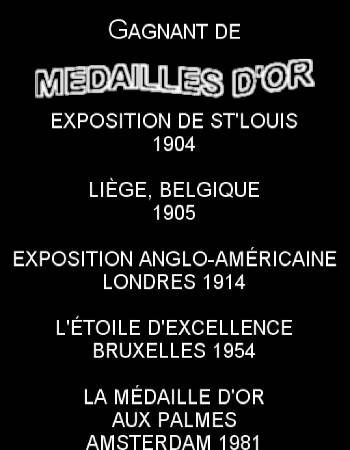 GAGNANT DE
MEDAILLES D'OR
EXPOSITION DE ST'LOUIS
1904
LIÈGE, BELGIQUE
1905
EXPOSITION ANGLO-AMÉRICAINE
LONDRES 1914
L'ÉTOILE D'EXCELLENCE
BRUXELLES 1954
LA MÉDAILLE D'OR
AUX PALMES
AMSTERDAM 1981